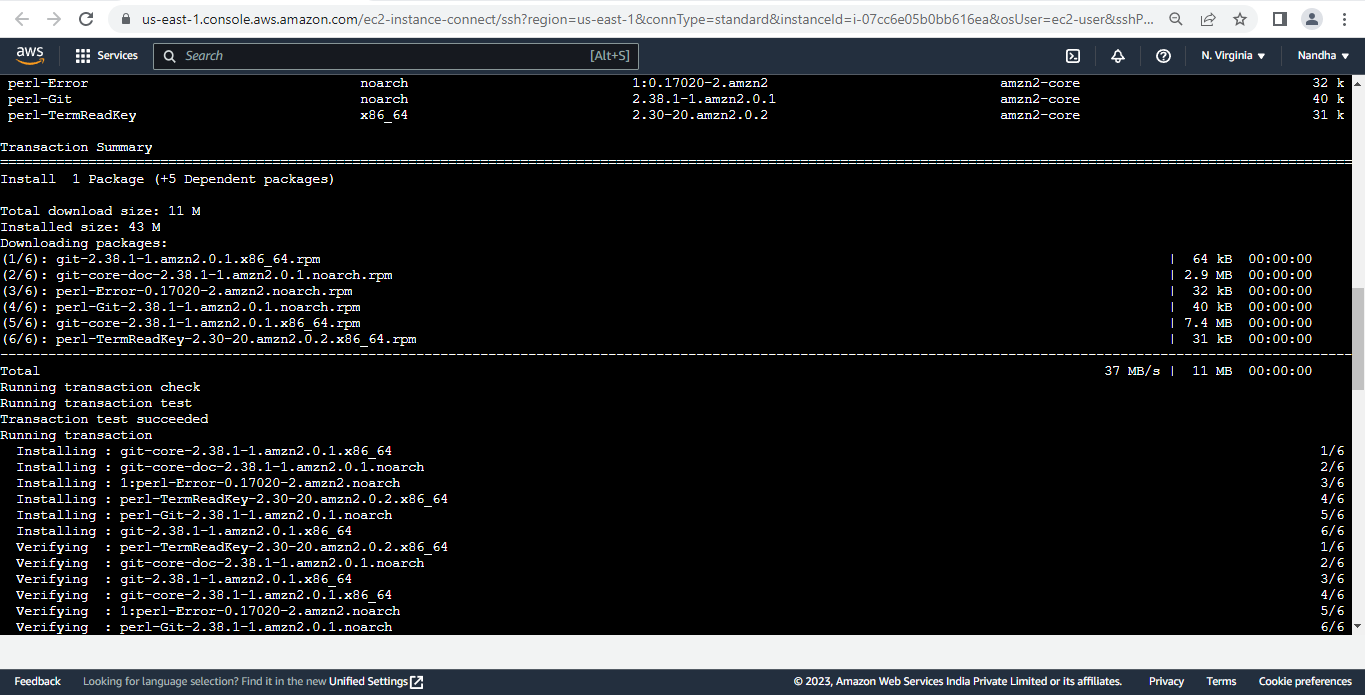 us-east-1.console.aws.amazon.com/ec2-instance-connect/ssh?region=us-east-1&connType=standard&instanceId=i-07cc6e05b0bb616ea&osUser=ec2-user&sshP...
aws Services Search [Alt+S] N. Virginia Nandha
perl-Error noarch 1:0.17020-2.amzn2 amzn2-core 32 k
perl-Git noarch 2.38.1-1.amzn2.0.1 amzn2-core 40 k
perl-TermReadKey x86_64 2.30-20.amzn2.0.2 amzn2-core 31 k
Transaction Summary
================================================================================
Install 1 Package (+5 Dependent packages)
Total download size: 11 M
Installed size: 43 M
Downloading packages:
(1/6): git-2.38.1-1.amzn2.0.1.x86_64.rpm | 64 kB 00:00:00
(2/6): git-core-doc-2.38.1-1.amzn2.0.1.noarch.rpm | 2.9 MB 00:00:00
(3/6): perl-Error-0.17020-2.amzn2.noarch.rpm | 32 kB 00:00:00
(4/6): perl-Git-2.38.1-1.amzn2.0.1.noarch.rpm | 40 kB 00:00:00
(5/6): git-core-2.38.1-1.amzn2.0.1.x86_64.rpm | 7.4 MB 00:00:00
(6/6): perl-TermReadKey-2.30-20.amzn2.0.2.x86_64.rpm | 31 kB 00:00:00
--------------------------------------------------------------------------------
Total 37 MB/s | 11 MB 00:00:00
Running transaction check
Running transaction test
Transaction test succeeded
Running transaction
Installing : git-core-2.38.1-1.amzn2.0.1.x86_64 1/6
Installing : git-core-doc-2.38.1-1.amzn2.0.1.noarch 2/6
Installing : 1:perl-Error-0.17020-2.amzn2.noarch 3/6
Installing : perl-TermReadKey-2.30-20.amzn2.0.2.x86_64 4/6
Installing : perl-Git-2.38.1-1.amzn2.0.1.noarch 5/6
Installing : git-2.38.1-1.amzn2.0.1.x86_64 6/6
Verifying : perl-TermReadKey-2.30-20.amzn2.0.2.x86_64 1/6
Verifying : git-core-doc-2.38.1-1.amzn2.0.1.noarch 2/6
Verifying : git-2.38.1-1.amzn2.0.1.x86_64 3/6
Verifying : git-core-2.38.1-1.amzn2.0.1.x86_64 4/6
Verifying : 1:perl-Error-0.17020-2.amzn2.noarch 5/6
Verifying : perl-Git-2.38.1-1.amzn2.0.1.noarch 6/6
Feedback Looking for language selection? Find it in the new Unified Settings © 2023, Amazon Web Services India Private Limited or its affiliates. Privacy Terms Cookie preferences